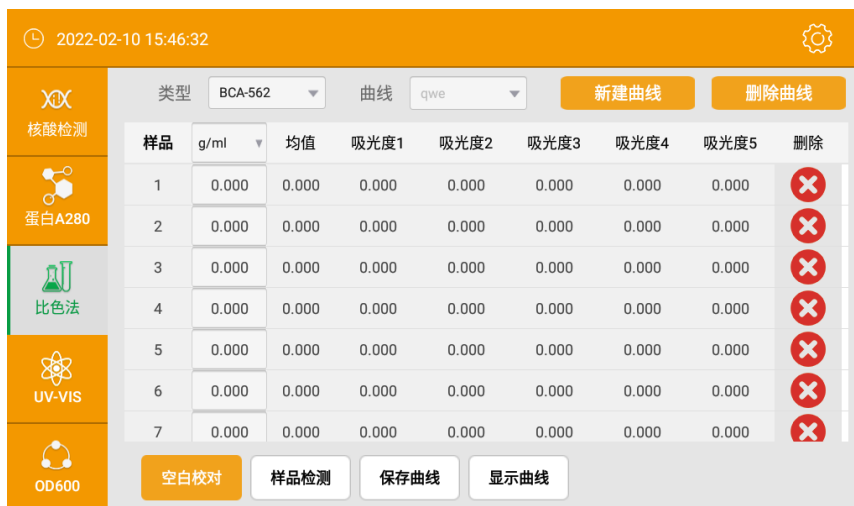 2022-02-10 15:46:32
核酸检测
蛋白A280
比色法
UV-VIS
OD600
类型 BCA-562 曲线 qwe 新建曲线 删除曲线
样品 g/ml 均值 吸光度1 吸光度2 吸光度3 吸光度4 吸光度5 删除
1 0.000 0.000 0.000 0.000 0.000 0.000 0.000
2 0.000 0.000 0.000 0.000 0.000 0.000 0.000
3 0.000 0.000 0.000 0.000 0.000 0.000 0.000
4 0.000 0.000 0.000 0.000 0.000 0.000 0.000
5 0.000 0.000 0.000 0.000 0.000 0.000 0.000
6 0.000 0.000 0.000 0.000 0.000 0.000 0.000
7 0.000 0.000 0.000 0.000 0.000 0.000 0.000
空白校对 样品检测 保存曲线 显示曲线